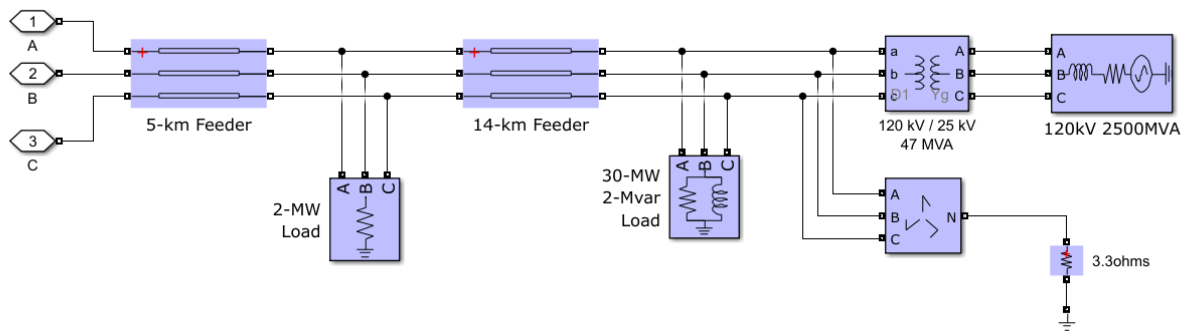 1
A
2
B
3
C
5-km Feeder
A B C
2-MW
Load
14-km Feeder
A B C
30-MW
2-Mvar
Load
a A
b B
c C
D1 Yg
120 kV / 25 kV
47 MVA
A
B
C
120kV 2500MVA
A
B N
C
3.3ohms